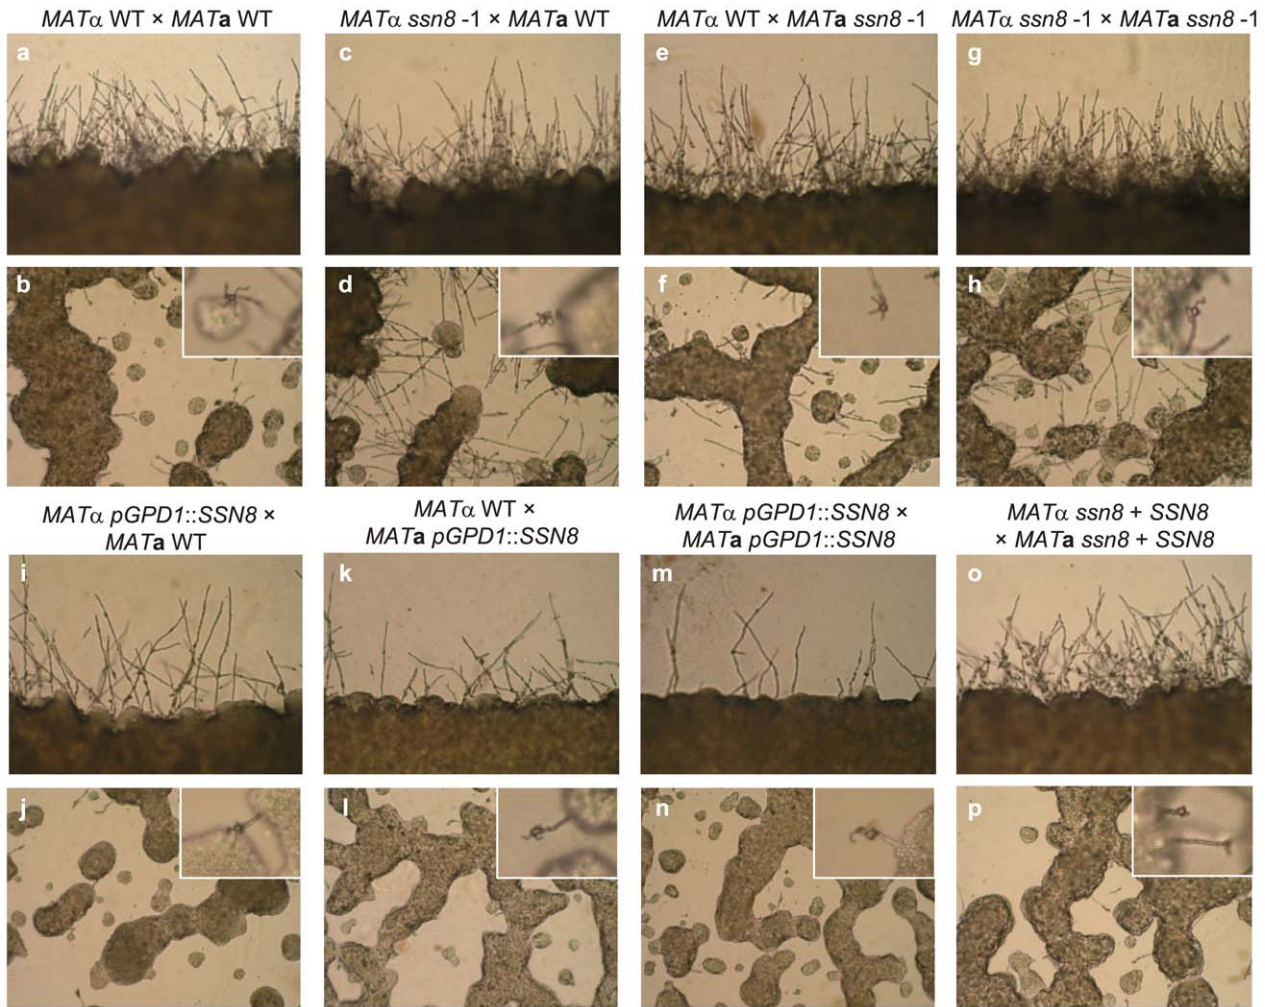 MATα WT × MATa WT
MATα ssn8 -1 × MATa WT
MATα WT × MATa ssn8 -1
MATα ssn8 -1 × MATa ssn8 -1
a
c
e
g
b
d
f
h
MATα pGPD1::SSN8 ×
MATa WT
MATα WT ×
MATa pGPD1::SSN8
MATα pGPD1::SSN8 ×
MATa pGPD1::SSN8
MATα ssn8 + SSN8
× MATa ssn8 + SSN8
i
k
m
o
j
l
n
p